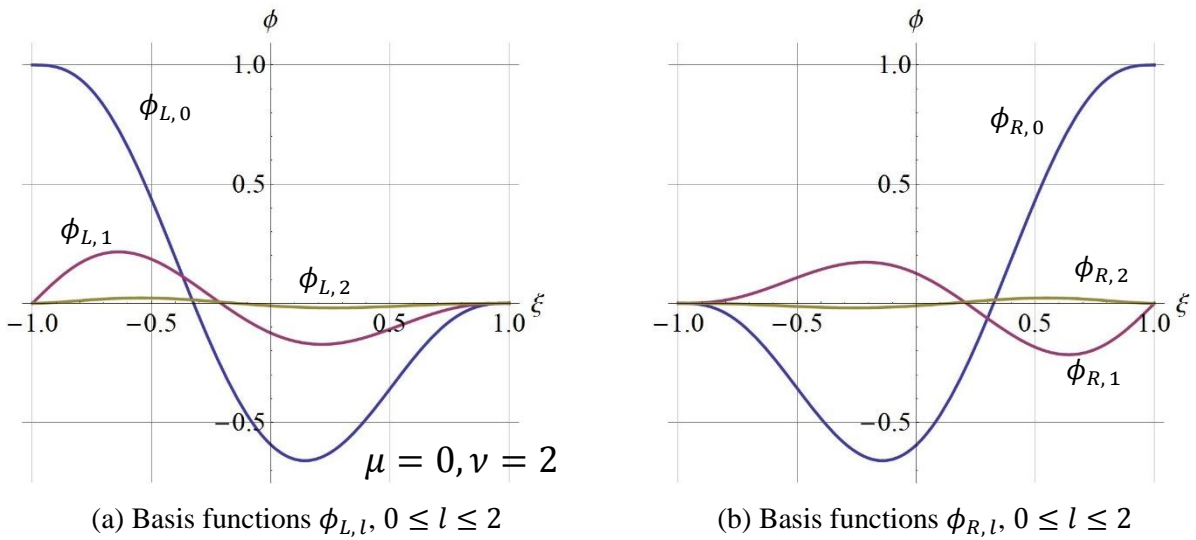 ϕ
1.0
ϕ_{L,0}
0.5
ϕ_{L,1}
ϕ_{L,2}
ξ
−1.0 −0.5 0.5 1.0
−0.5
μ = 0, ν = 2
(a) Basis functions ϕ_{L,l}, 0 ≤ l ≤ 2
ϕ
1.0
ϕ_{R,0}
0.5
ϕ_{R,2}
ξ
−1.0 −0.5 0.5 1.0
ϕ_{R,1}
−0.5
(b) Basis functions ϕ_{R,l}, 0 ≤ l ≤ 2